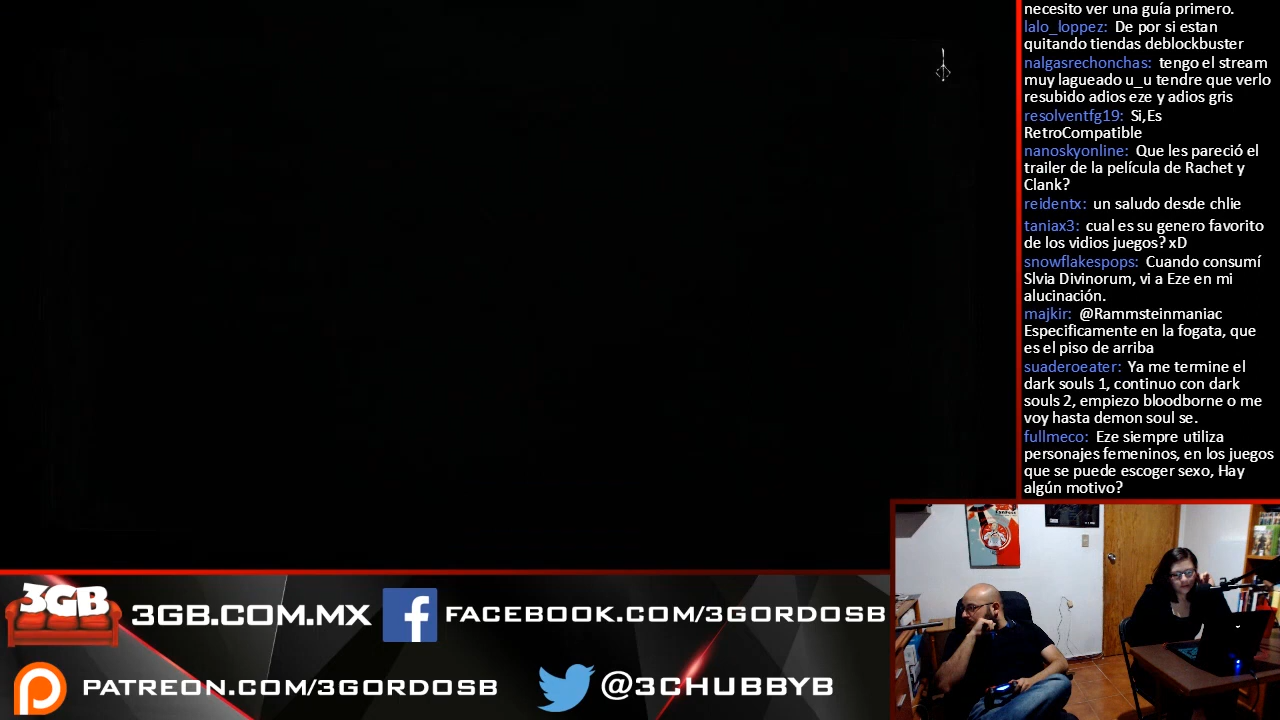 necesito ver una guía primero.
lalo_loppez: De por si estan
quitando tiendas deblockbuster
nalgasrechonchas: tengo el stream
muy lagueado u_u tendre que verlo
resubido adios eze y adios gris
resolventfg19: Si,Es
RetroCompatible
nanoskyonline: Que les pareció el
trailer de la película de Rachet y
Clank?
reidentx: un saludo desde chlie
taniax3: cual es su genero favorito
de los vidios juegos? xD
snowflakespops: Cuando consumí
Slvia Divinorum, vi a Eze en mi
alucinación.
majkir: @Rammsteinmaniac
Especificamente en la fogata, que
es el piso de arriba
suaderoeater: Ya me termine el
dark souls 1, continuo con dark
souls 2, empiezo bloodborne o me
voy hasta demon soul se.
fullmeco: Eze siempre utiliza
personajes femeninos, en los juegos
que se puede escoger sexo, Hay
algún motivo?
3GB 3GB.COM.MX FACEBOOK.COM/3GORDOSB
PATREON.COM/3GORDOSB @3CHUBBYB